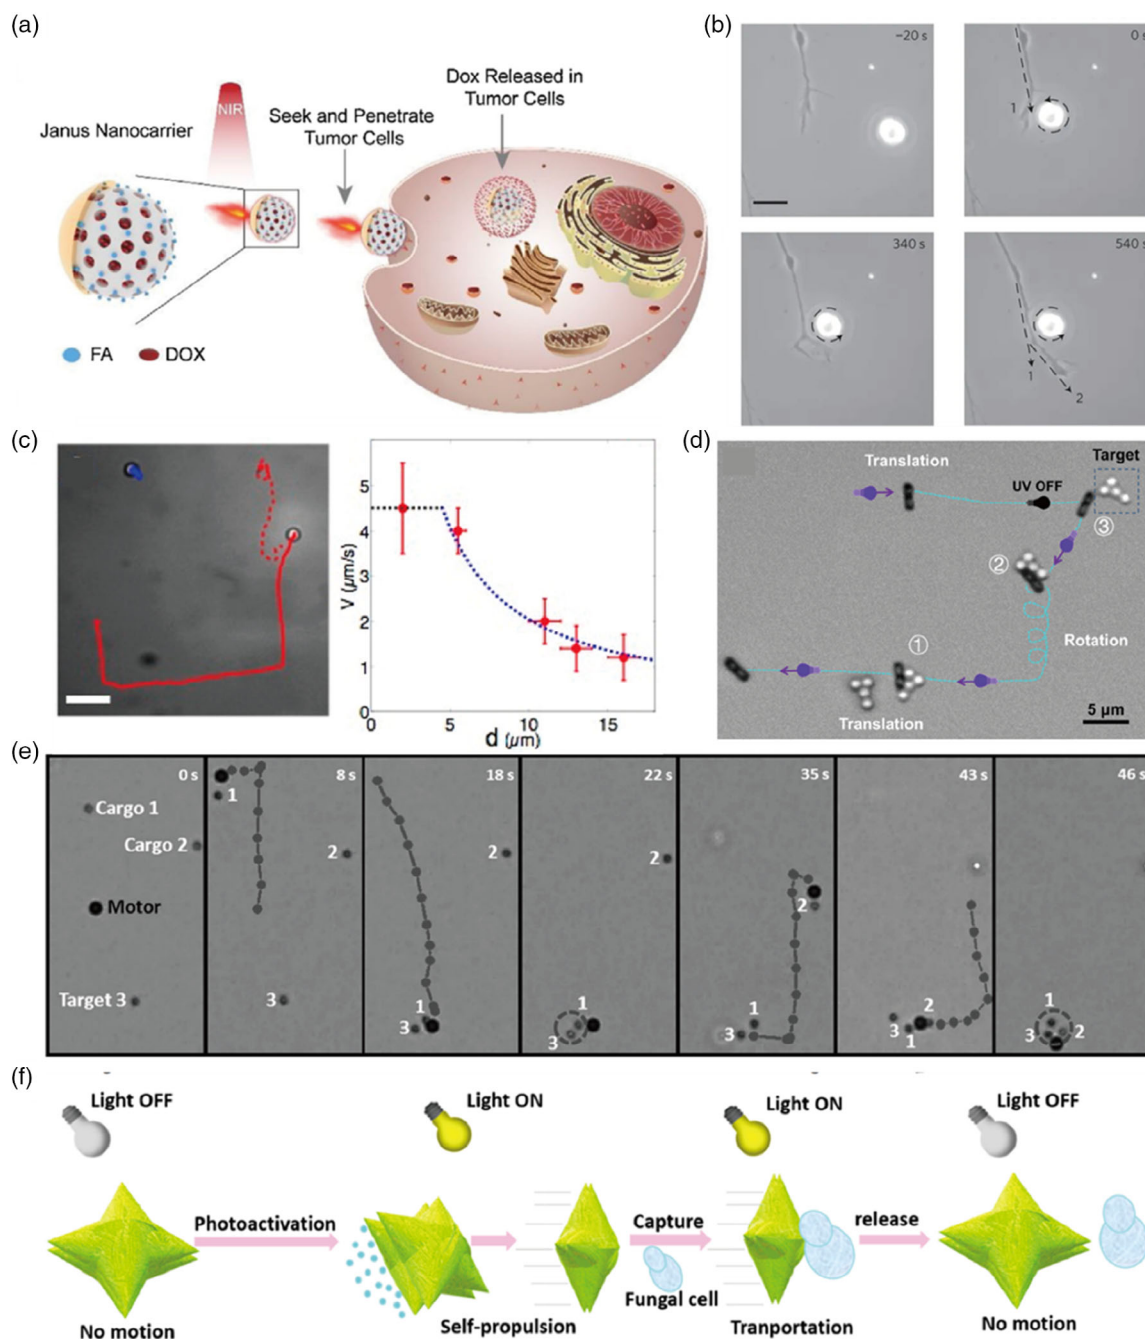 (a)
NIR
Janus Nanocarrier
Seek and Penetrate
Tumor Cells
Dox Released in
Tumor Cells
FA
DOX
(b)
−20 s
0 s
1
340 s
540 s
1
2
(c)
V (μm/s)
5
4
3
2
1
0
0
5
10
15
d (μm)
(d)
Translation
UV OFF
Target
③
②
Rotation
①
Translation
5 μm
(e)
0 s
Cargo 1
Cargo 2
Motor
Target 3
8 s
1
2
3
18 s
2
1
3
22 s
2
1
3
35 s
2
1
3
43 s
2
3
1
46 s
1
3
2
(f)
Light OFF
Light ON
Light ON
Light OFF
Photoactivation
Capture
release
Fungal cell
No motion
Self-propulsion
Tranportation
No motion